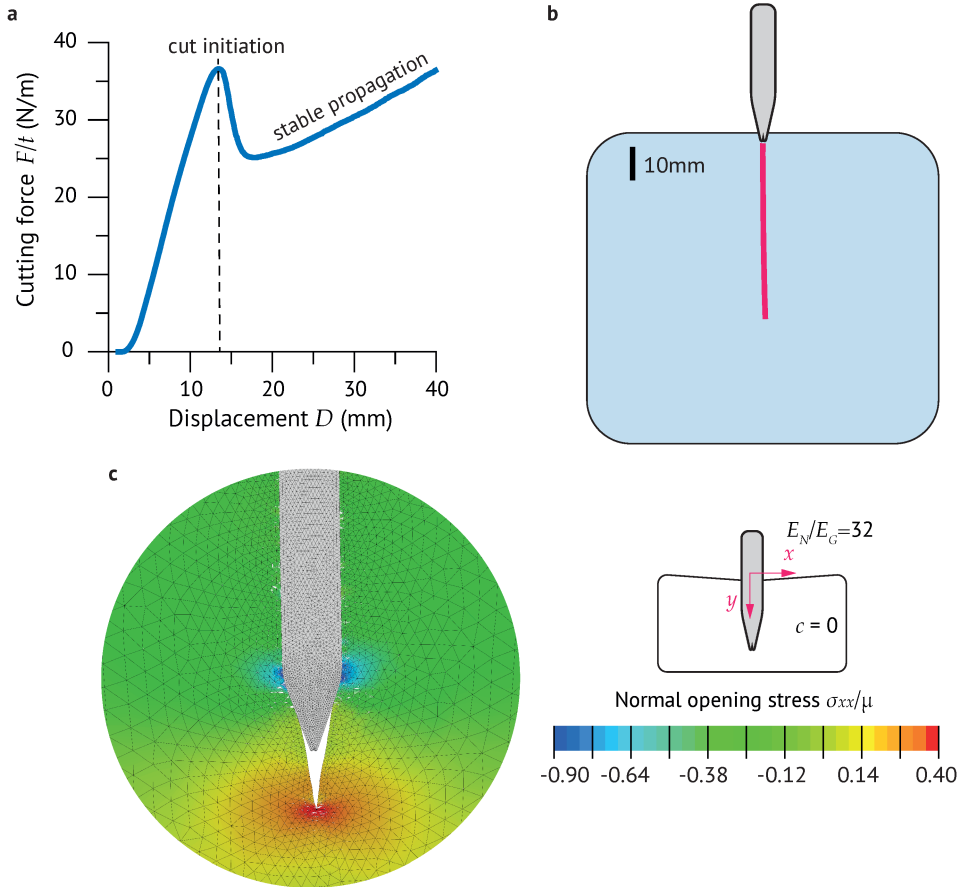 a
cut initiation
stable propagation
Cutting force F/t (N/m)
40
30
20
10
0
0 10 20 30 40
Displacement D (mm)
b
10mm
c
E_N/E_G=32
x
y
c = 0
Normal opening stress σxx/μ
-0.90 -0.64 -0.38 -0.12 0.14 0.40